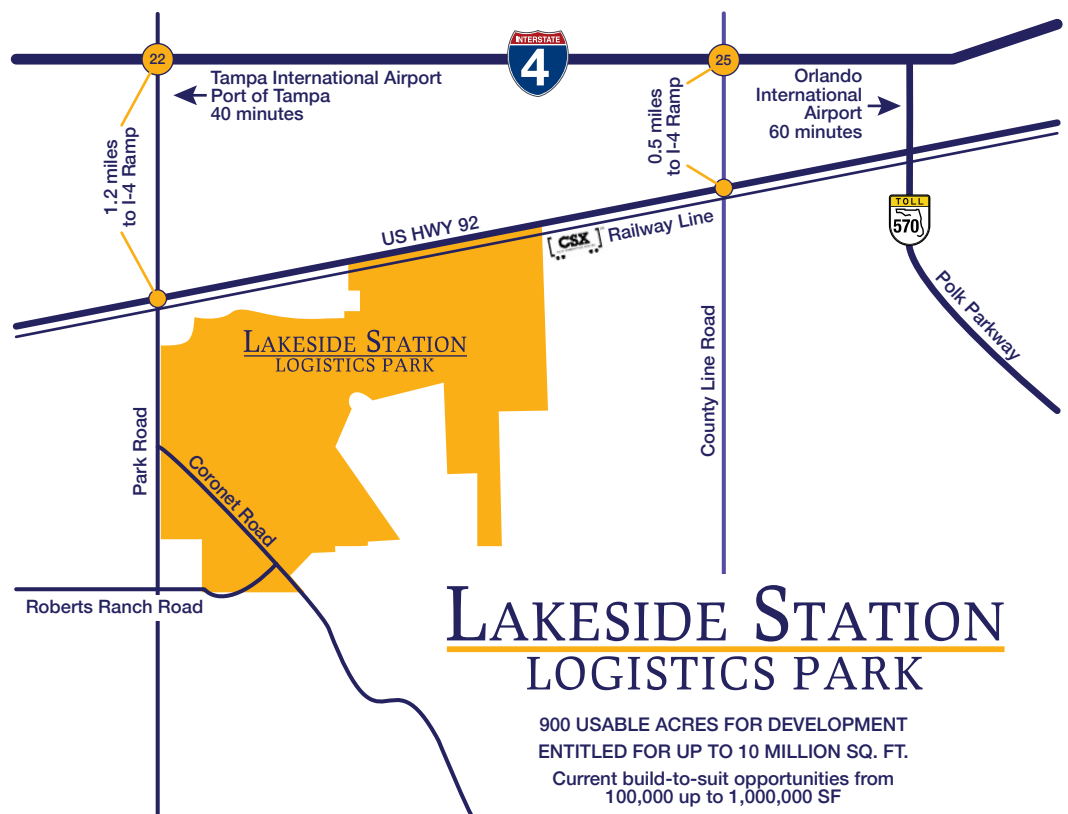 INTERSTATE
4
22
25
Tampa International Airport
Port of Tampa
40 minutes
Orlando
International
Airport
60 minutes
1.2 miles
to I-4 Ramp
0.5 miles
to I-4 Ramp
US HWY 92
CSX
Railway Line
TOLL
570
Polk Parkway
LAKESIDE STATION
LOGISTICS PARK
County Line Road
Park Road
Coronet Road
Roberts Ranch Road
LAKESIDE STATION
LOGISTICS PARK
900 USABLE ACRES FOR DEVELOPMENT
ENTITLED FOR UP TO 10 MILLION SQ. FT.
Current build-to-suit opportunities from
100,000 up to 1,000,000 SF